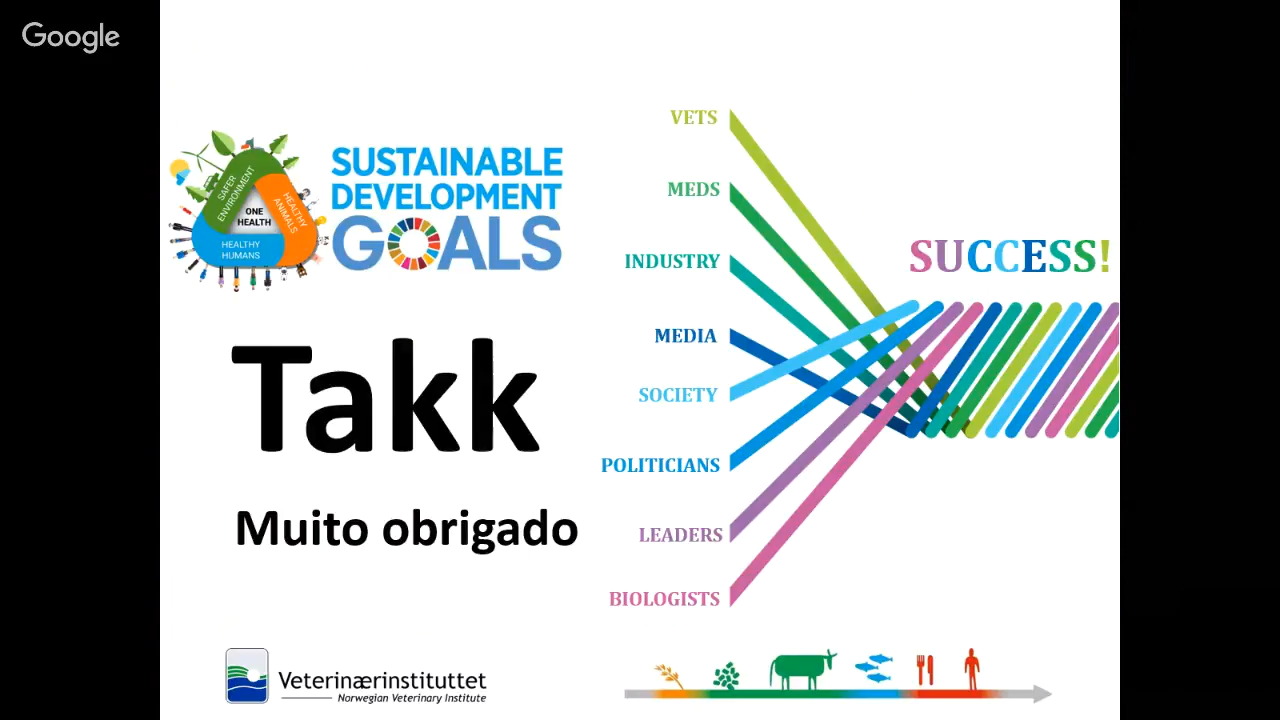 Google
SUSTAINABLE
DEVELOPMENT
GOALS
SAFER
ENVIRONMENT
HEALTHY
ANIMALS
ONE
HEALTH
HEALTHY
HUMANS
Takk
Muito obrigado
VETS
MEDS
INDUSTRY
MEDIA
SOCIETY
POLITICIANS
LEADERS
BIOLOGISTS
SUCCESS!
Veterinærinstituttet
Norwegian Veterinary Institute